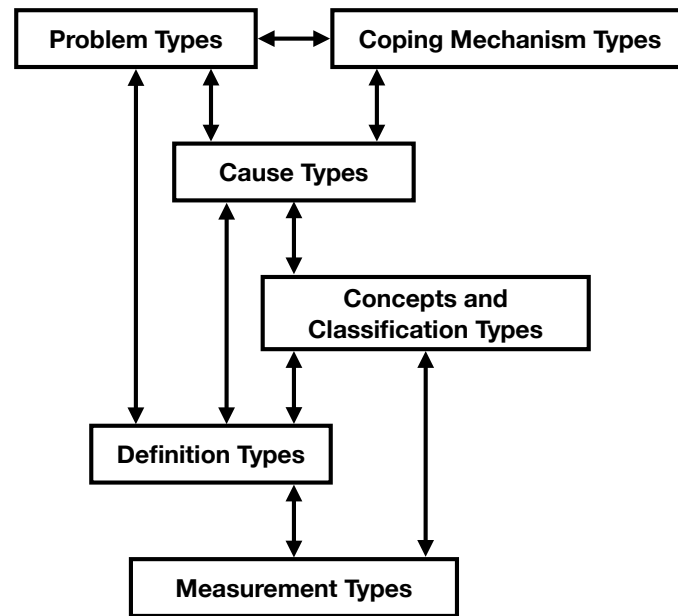 Problem Types
Coping Mechanism Types
Cause Types
Concepts and
Classification Types
Definition Types
Measurement Types